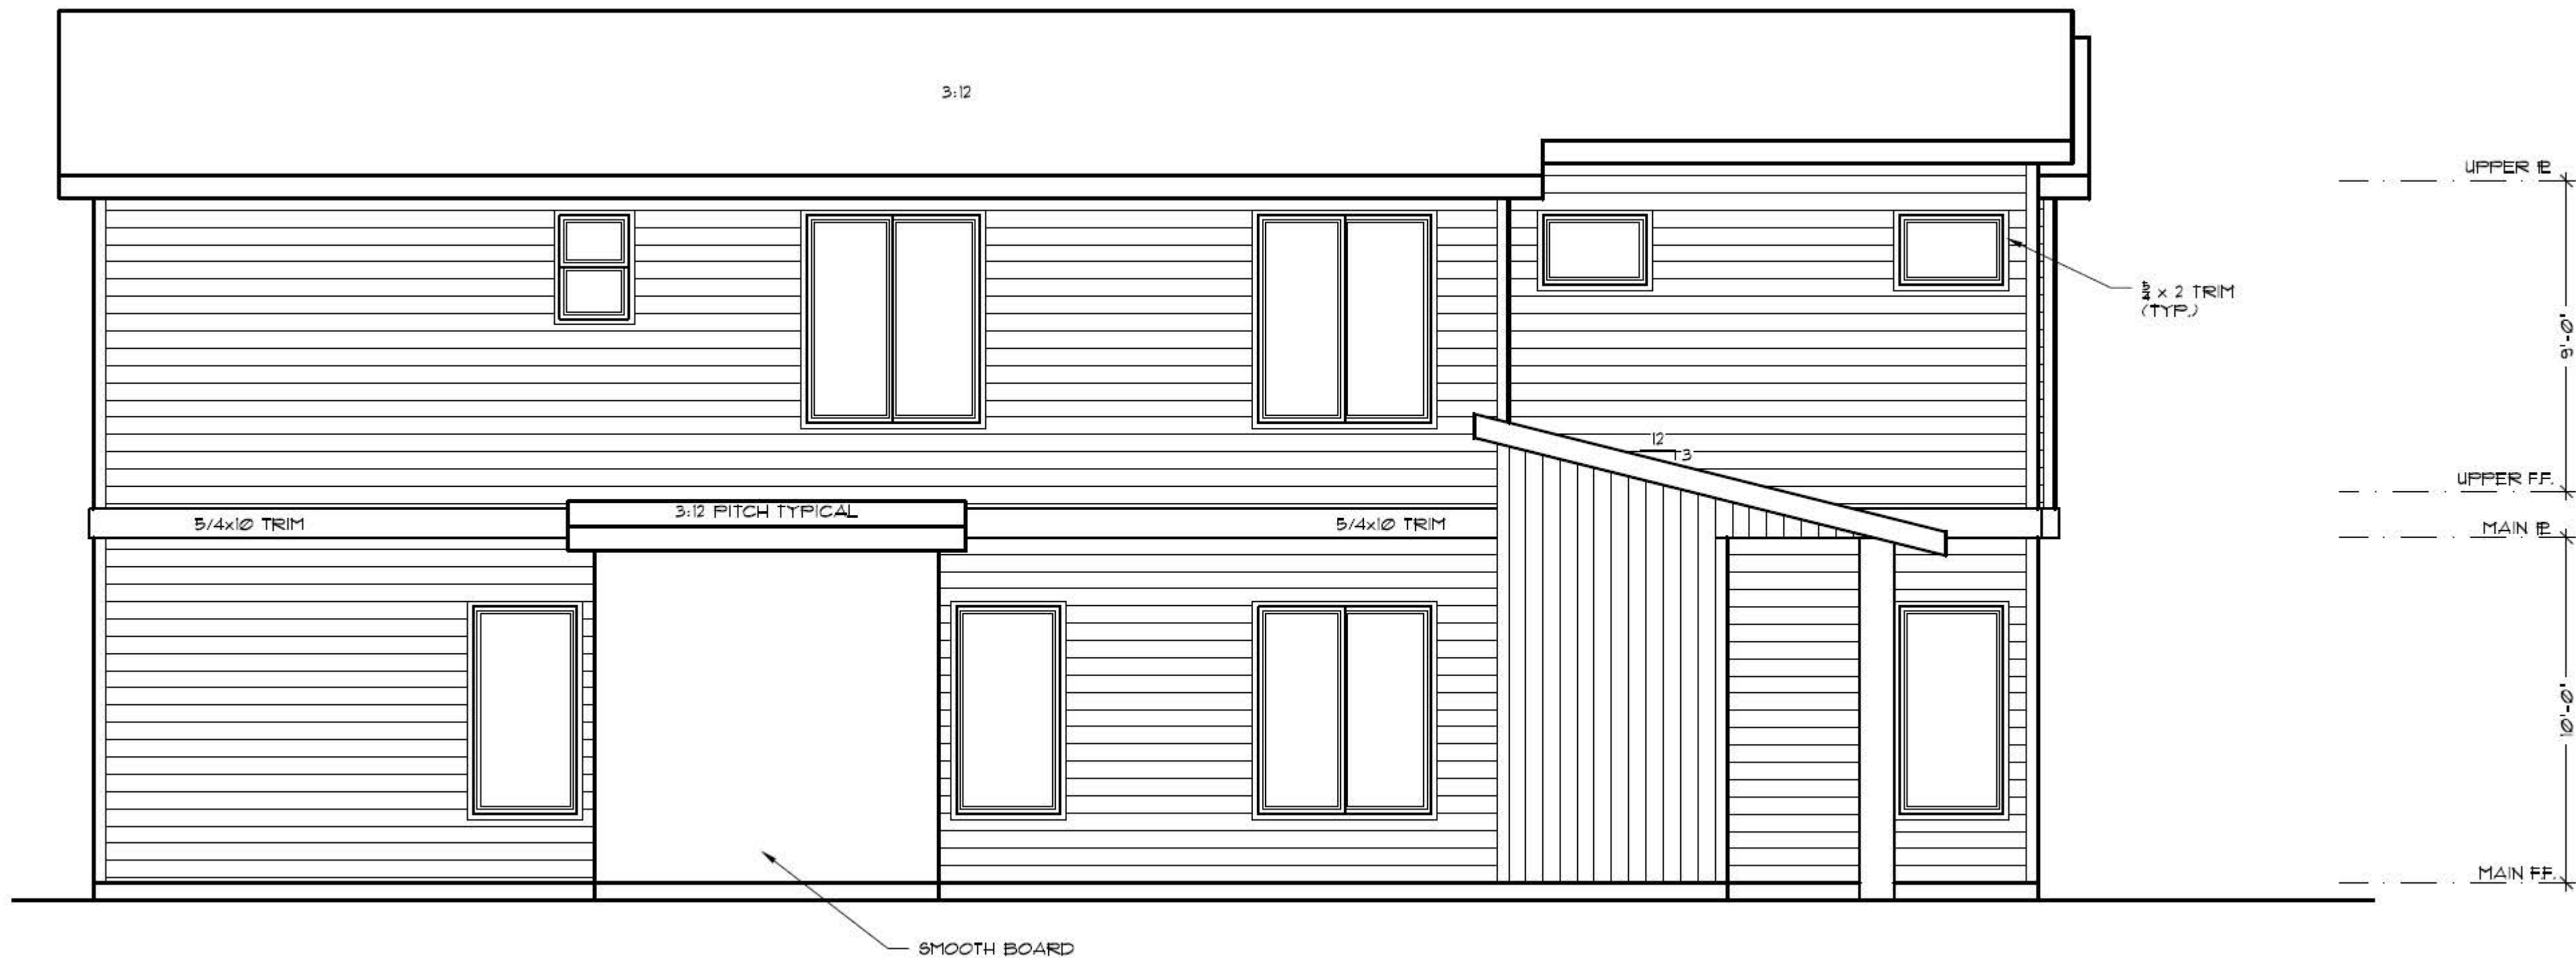 3:12
UPPER PL
5/4 x 2 TRIM
(TYP.)
9'-0"
12
3
UPPER F.F.
3:12 PITCH TYPICAL
5/4x10 TRIM
5/4x10 TRIM
MAIN PL
10'-0"
MAIN F.F.
SMOOTH BOARD